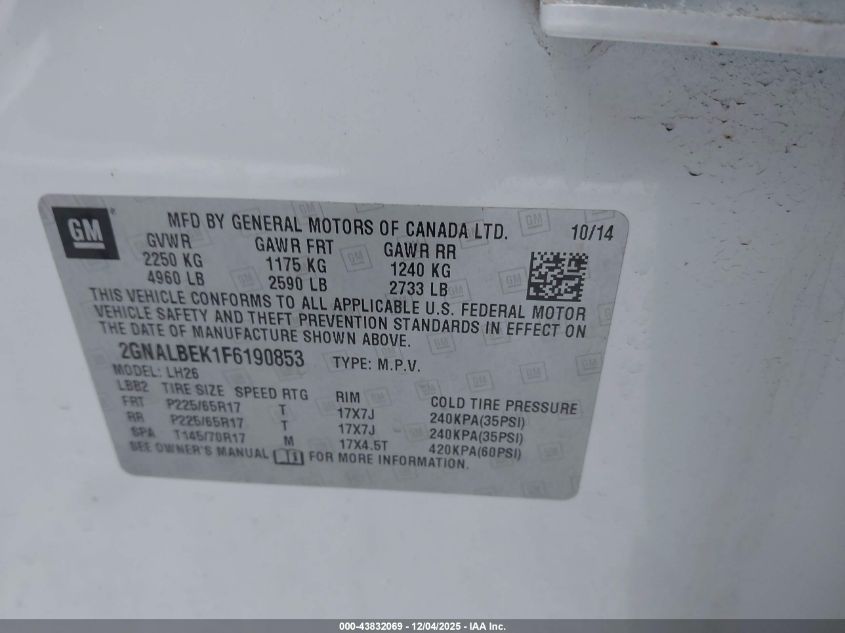 GM
MFD BY GENERAL MOTORS OF CANADA LTD. 10/14
GVWR GAWR FRT GAWR RR
2250 KG 1175 KG 1240 KG
4960 LB 2590 LB 2733 LB
THIS VEHICLE CONFORMS TO ALL APPLICABLE U.S. FEDERAL MOTOR
VEHICLE SAFETY AND THEFT PREVENTION STANDARDS IN EFFECT ON
THE DATE OF MANUFACTURE SHOWN ABOVE.
2GNALBEK1F6190853 TYPE: M.P.V.
MODEL: LH26
LBB2 TIRE SIZE SPEED RTG RIM COLD TIRE PRESSURE
FRT P225/65R17 T 17X7J 240KPA(35PSI)
RR P225/65R17 T 17X7J 240KPA(35PSI)
SPA T145/70R17 M 17X4.5T 420KPA(60PSI)
SEE OWNER'S MANUAL FOR MORE INFORMATION.
000-43832069 - 12/04/2025 - IAA Inc.